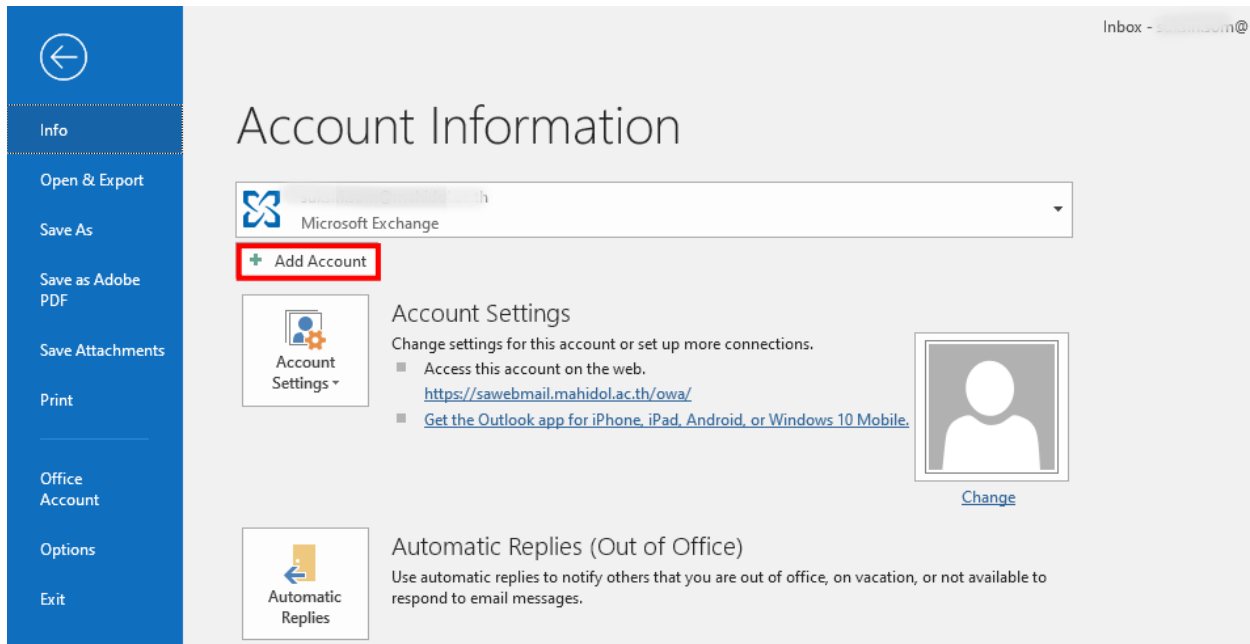 Inbox -
Info
Open & Export
Save As
Save as Adobe
PDF
Save Attachments
Print
Office
Account
Options
Exit
Account Information
Microsoft Exchange
Add Account
Account
Settings
Account Settings
Change settings for this account or set up more connections.
Access this account on the web.
https://sawebmail.mahidol.ac.th/owa/
Get the Outlook app for iPhone, iPad, Android, or Windows 10 Mobile.
Change
Automatic
Replies
Automatic Replies (Out of Office)
Use automatic replies to notify others that you are out of office, on vacation, or not available to
respond to email messages.